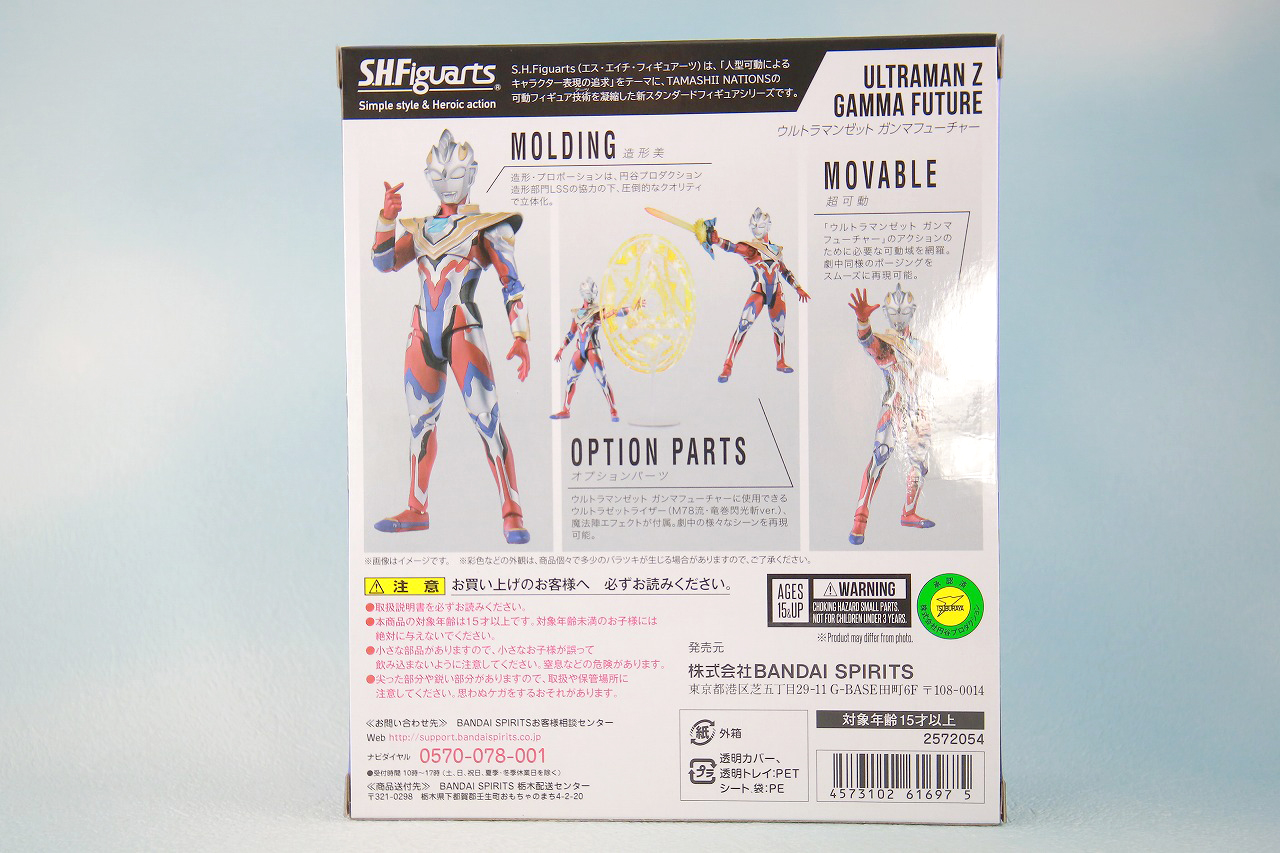 S.H.Figuarts®
Simple style & Heroic action
S.H.Figuarts（エス・エイチ・フィギュアーツ）は、「人型可動による
キャラクター表現の追求」をテーマに、TAMASHII NATIONSの
可動フィギュア技術を凝縮した新スタンダードフィギュアシリーズです。
ULTRAMAN Z
GAMMA FUTURE
ウルトラマンゼット ガンマフューチャー
MOLDING 造形美
造形・プロポーションは、円谷プロダクション
造形部門LSSの協力の下、圧倒的なクオリティ
で立体化。
MOVABLE
超可動
「ウルトラマンゼット ガンマ
フューチャー」のアクションの
ために必要な可動域を網羅。
劇中同様のポージングを
スムーズに再現可能。
OPTION PARTS
オプションパーツ
ウルトラマンゼット ガンマフューチャーに使用できる
ウルトラゼットライザー（M78流・竜巻閃光斬ver.）、
魔法陣エフェクトが付属。劇中の様々なシーンを再現
可能。
※画像はイメージです。 ※彩色などの外観は、商品個々で多少のバラツキが生じる場合がありますので、ご了承ください。
注意 お買い上げのお客様へ 必ずお読みください。
●取扱説明書を必ずお読みください。
●本商品の対象年齢は15才以上です。対象年齢未満のお子様には
絶対に与えないでください。
●小さな部品がありますので、小さなお子様が誤って
飲み込まないように注意してください。窒息などの危険があります。
●尖った部分や鋭い部分がありますので、取扱や保管場所に
注意してください。思わぬケガをするおそれがあります。
≪お問い合わせ先≫ BANDAI SPIRITSお客様相談センター
Web http://support.bandaispirits.co.jp
ナビダイヤル 0570-078-001
●受付時間 10時〜17時（土、日、祝日、夏季・冬季休業日を除く）
≪商品送付先≫ BANDAI SPIRITS 栃木配送センター
〒321-0298 栃木県下都賀郡壬生町おもちゃのまち4-2-20
AGES
15&UP
WARNING
CHOKING HAZARD SMALL PARTS.
NOT FOR CHILDREN UNDER 3 YEARS.
※Product may differ from photo.
承認済
TSUBURAYA
株式会社円谷プロダクション
発売元
株式会社BANDAI SPIRITS
東京都港区芝五丁目29-11 G-BASE田町6F 〒108-0014
紙 外箱
プラ 透明カバー、
透明トレイ:PET
シート、袋:PE
対象年齢15才以上
2572054
4573102 61697 5